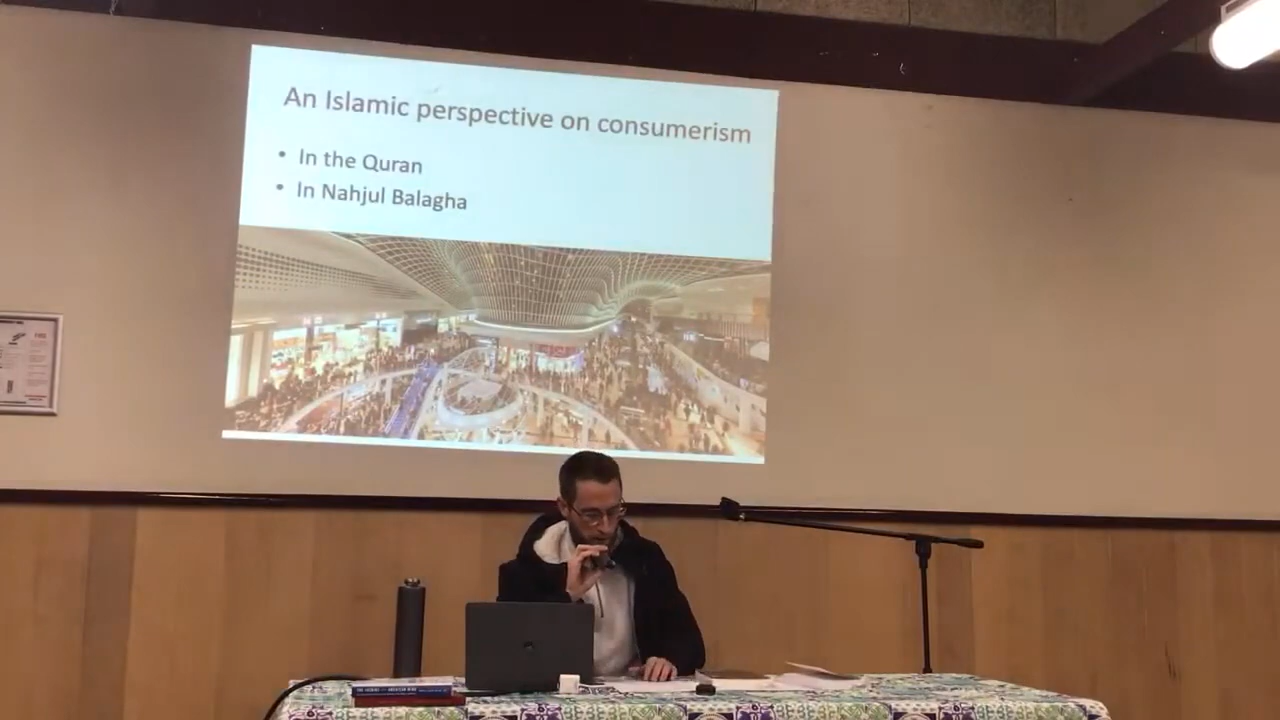 An Islamic perspective on consumerism
• In the Quran
• In Nahjul Balagha